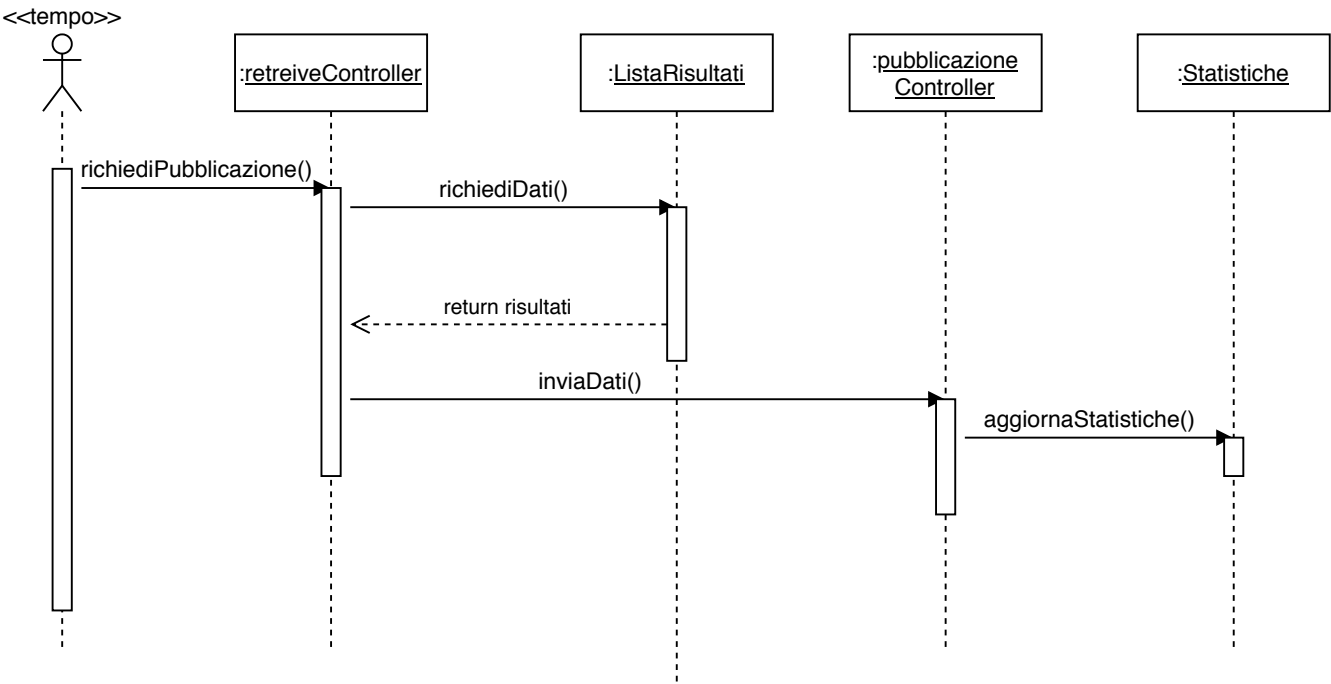 <<tempo>>
:retreiveController
:ListaRisultati
:pubblicazione
Controller
:Statistiche
richiediPubblicazione()
richiediDati()
return risultati
inviaDati()
aggiornaStatistiche()